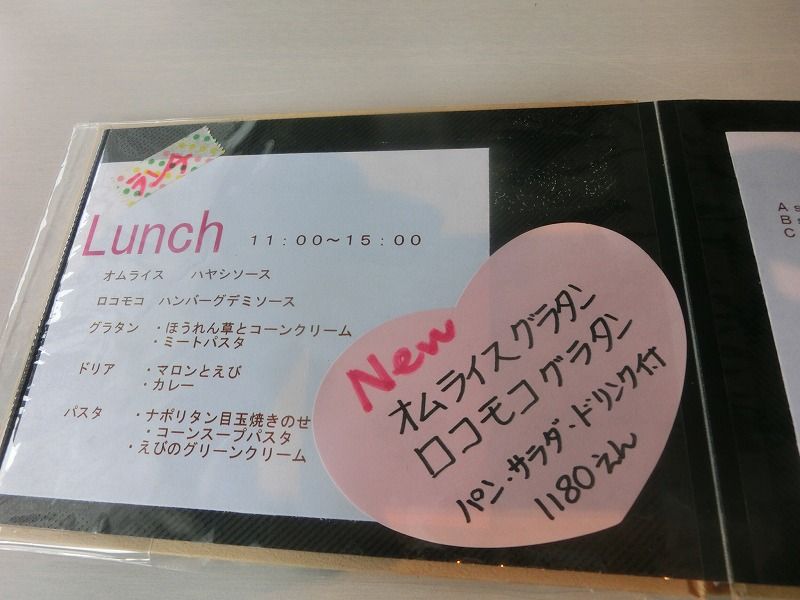 ランチ
Lunch 11:00～15:00
オムライス ハヤシソース
ロコモコ ハンバーグデミソース
グラタン ・ほうれん草とコーンクリーム
・ミートパスタ
ドリア ・マロンとえび
・カレー
パスタ ・ナポリタン目玉焼きのせ
・コーンスープパスタ
・えびのグリーンクリーム
New
オムライスグラタン
ロコモコグラタン
パン・サラダ・ドリンク付
1180えん
A s
B s
C